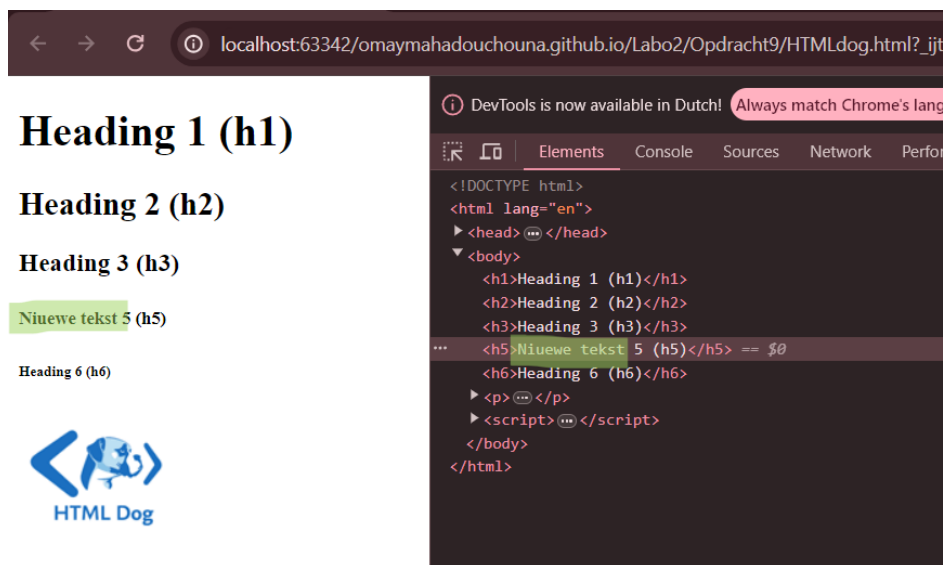 localhost:63342/omaymahadouchouna.github.io/Labo2/Opdracht9/HTMLdog.html?_ijt
Heading 1 (h1)
Heading 2 (h2)
Heading 3 (h3)
Niuewe tekst 5 (h5)
Heading 6 (h6)
HTML Dog
DevTools is now available in Dutch! Always match Chrome's lang
Elements Console Sources Network Perfor
<!DOCTYPE html>
<html lang="en">
<head> ... </head>
<body>
<h1>Heading 1 (h1)</h1>
<h2>Heading 2 (h2)</h2>
<h3>Heading 3 (h3)</h3>
... <h5>Niuewe tekst 5 (h5)</h5> == $0
<h6>Heading 6 (h6)</h6>
<p> ... </p>
<script> ... </script>
</body>
</html>